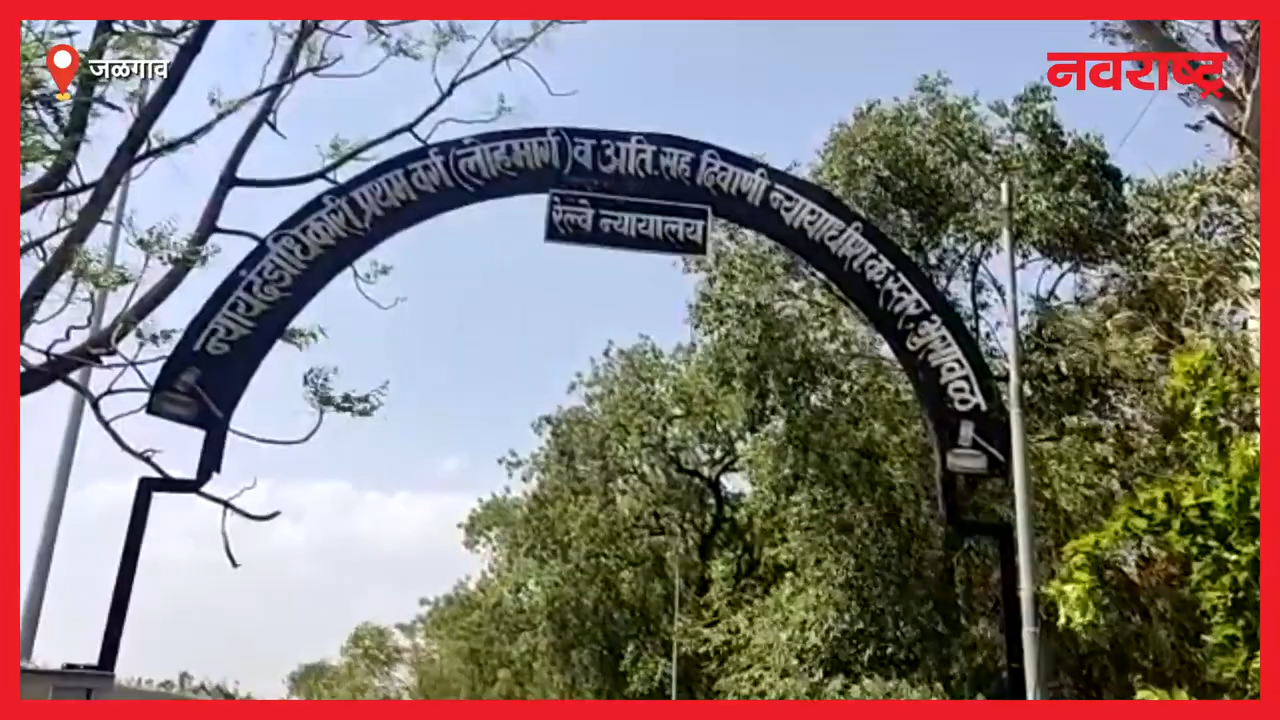 जळगाव
नवराष्ट्र
न्यायदंडाधिकारी, प्रथम वर्ग (लोहमार्ग) व अति. सह दिवाणी न्यायाधीश क. स्तर, भुसावळ
रेल्वे न्यायालय